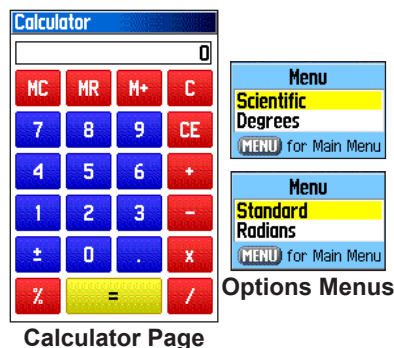 Calculator
0
MC MR M+ C
7 8 9 CE
4 5 6 +
1 2 3 -
± 0 . x
% = /
Calculator Page
Menu
Scientific
Degrees
MENU for Main Menu
Menu
Standard
Radians
MENU for Main Menu
Options Menus